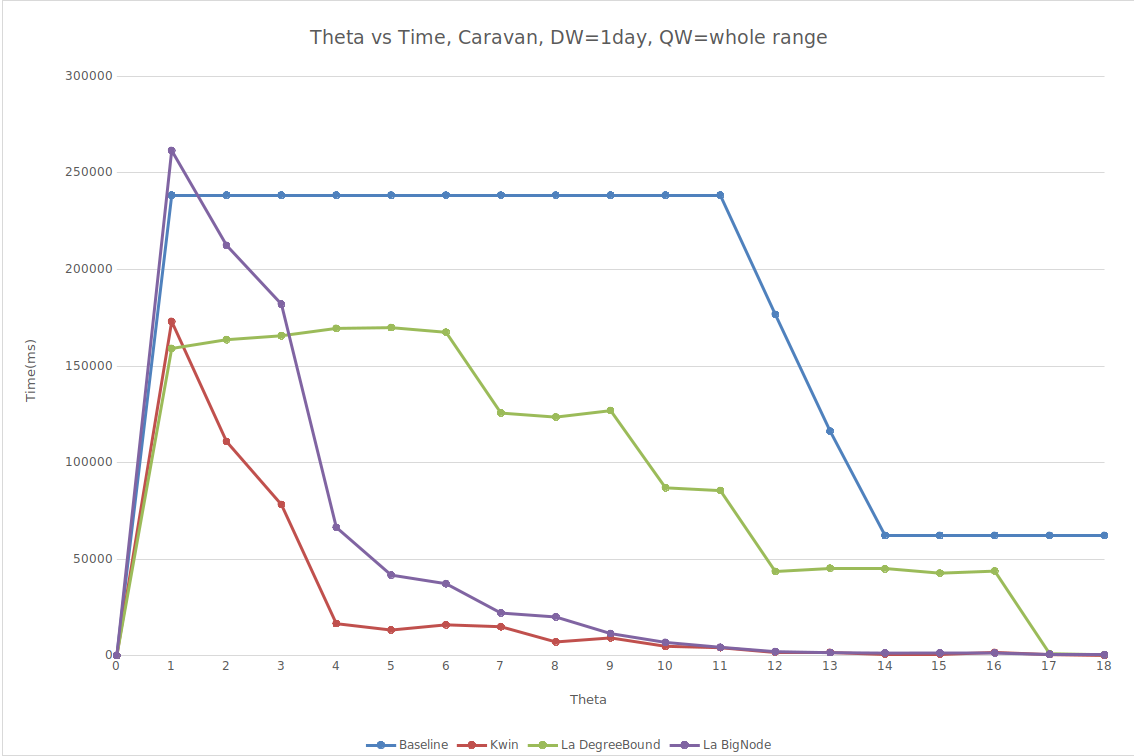 Theta vs Time, Caravan, DW=1day, QW=whole range
300000
250000
200000
150000
100000
50000
0
Time(ms)
0 1 2 3 4 5 6 7 8 9 10 11 12 13 14 15 16 17 18
Theta
Baseline Kwin La DegreeBound La BigNode